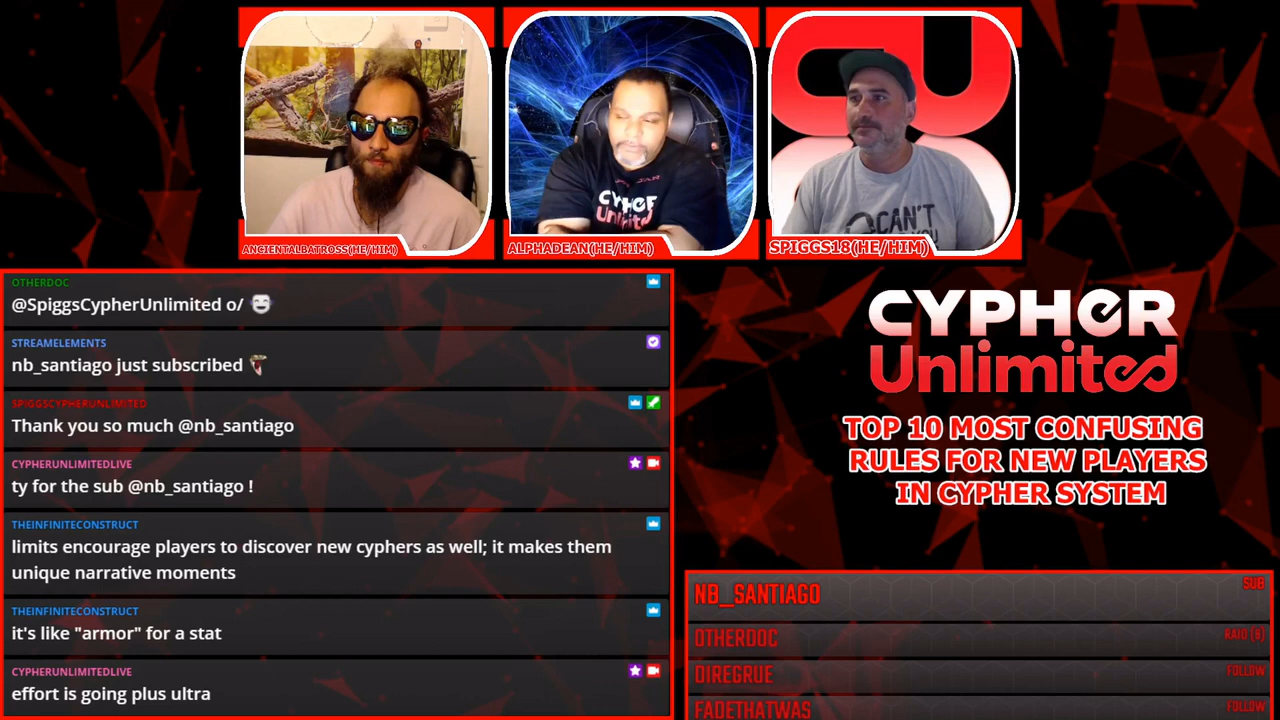 ANCIENTALBATROSS(HE/HIM)
ALPHADEAN(HE/HIM)
SPIGGS18(HE/HIM)
CYPHER
Unlimited
CAN'T
OTHERDOC
@SpiggsCypherUnlimited o/
STREAMELEMENTS
nb_santiago just subscribed
SPIGGSCYPHERUNLIMITED
Thank you so much @nb_santiago
CYPHERUNLIMITEDLIVE
ty for the sub @nb_santiago !
THEINFINITECONSTRUCT
limits encourage players to discover new cyphers as well; it makes them
unique narrative moments
THEINFINITECONSTRUCT
it's like "armor" for a stat
CYPHERUNLIMITEDLIVE
effort is going plus ultra
CYPHER
Unlimited
TOP 10 MOST CONFUSING
RULES FOR NEW PLAYERS
IN CYPHER SYSTEM
NB_SANTIAGO SUB
OTHERDOC RAID (8)
DIREGRUE FOLLOW
FADETHATWAS FOLLOW